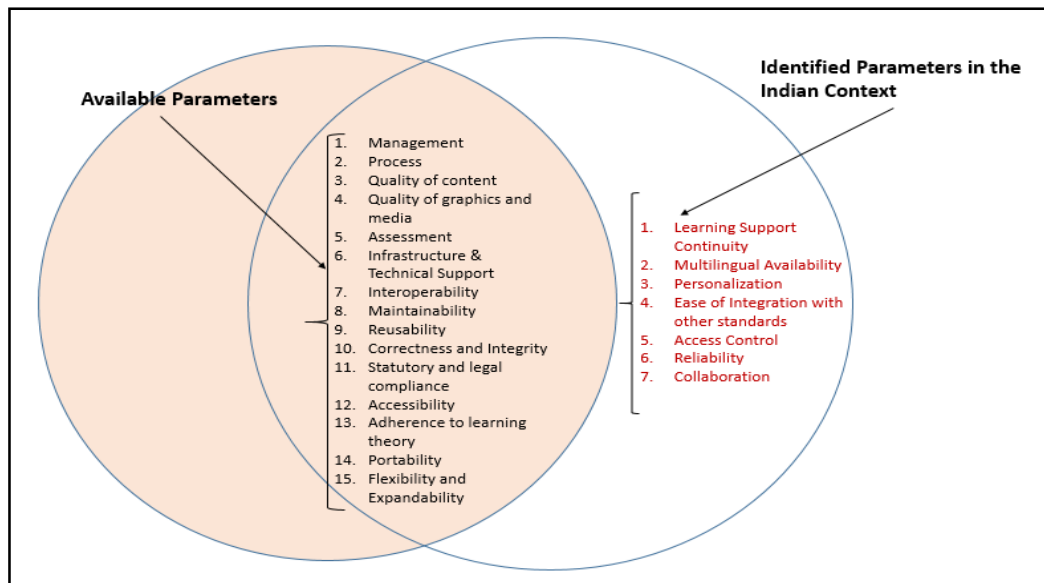 Available Parameters
1. Management
2. Process
3. Quality of content
4. Quality of graphics and
media
5. Assessment
6. Infrastructure &
Technical Support
7. Interoperability
8. Maintainability
9. Reusability
10. Correctness and Integrity
11. Statutory and legal
compliance
12. Accessibility
13. Adherence to learning
theory
14. Portability
15. Flexibility and
Expandability
Identified Parameters in the
Indian Context
1. Learning Support
Continuity
2. Multilingual Availability
3. Personalization
4. Ease of Integration with
other standards
5. Access Control
6. Reliability
7. Collaboration